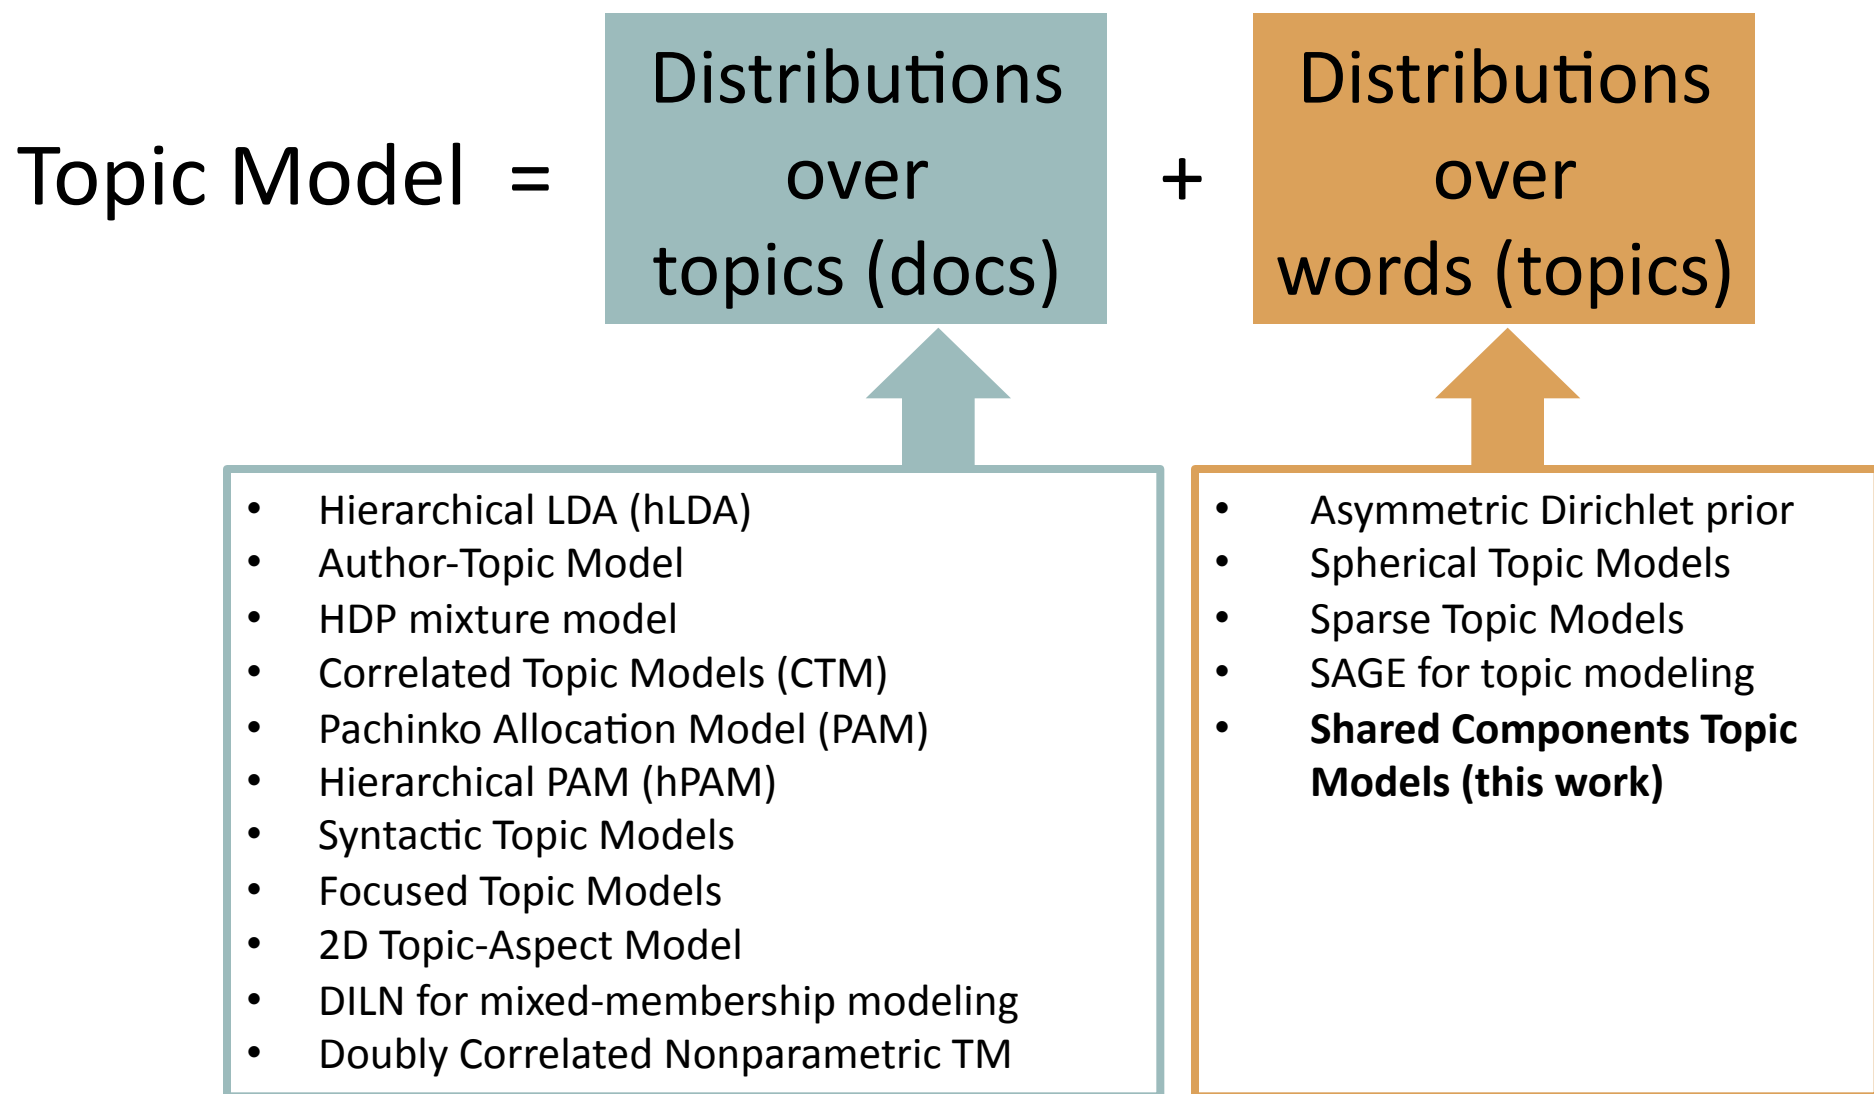 Topic Model = Distributions over topics (docs) + Distributions over words (topics)
• Hierarchical LDA (hLDA)
• Author-Topic Model
• HDP mixture model
• Correlated Topic Models (CTM)
• Pachinko Allocation Model (PAM)
• Hierarchical PAM (hPAM)
• Syntactic Topic Models
• Focused Topic Models
• 2D Topic-Aspect Model
• DILN for mixed-membership modeling
• Doubly Correlated Nonparametric TM
• Asymmetric Dirichlet prior
• Spherical Topic Models
• Sparse Topic Models
• SAGE for topic modeling
• Shared Components Topic
Models (this work)